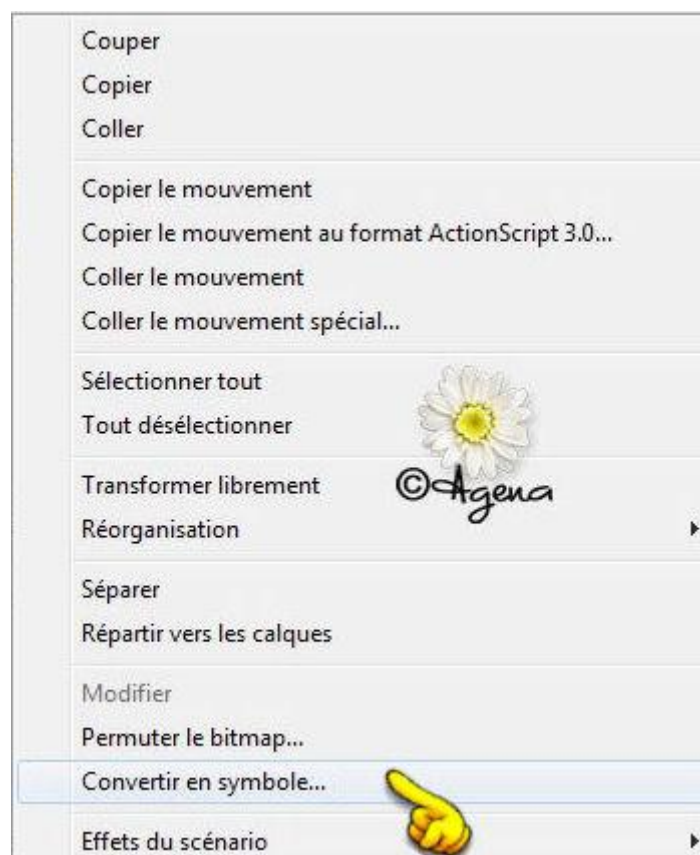 Couper
Copier
Coller
Copier le mouvement
Copier le mouvement au format ActionScript 3.0...
Coller le mouvement
Coller le mouvement spécial...
Sélectionner tout
Tout désélectionner
Transformer librement
©Agena
Réorganisation
Séparer
Répartir vers les calques
Modifier
Permuter le bitmap...
Convertir en symbole...
Effets du scénario